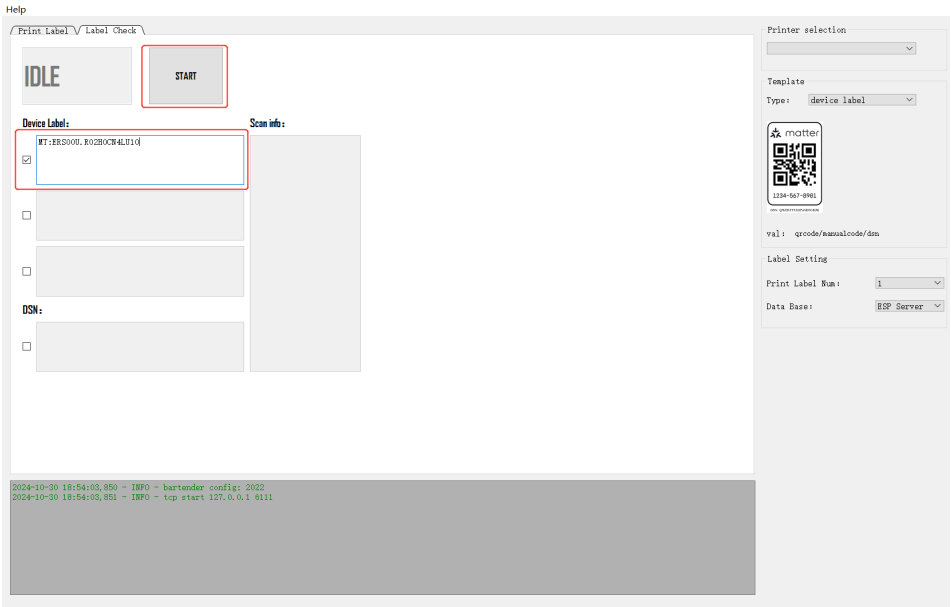 Help
Print Label
Label Check
IDLE
START
Device Label:
Scan info:
MT:ERS00U.R02HOCN4LU10
DSN:
2024-10-30 18:54:03,850 - INFO - bartender config: 2022
2024-10-30 18:54:03,851 - INFO - tcp start 127.0.0.1 6111
Printer selection
Template
Type: device label
matter
1234-567-8901
val: qrcode/manualcode/dsn
Label Setting
Print Label Num: 1
Data Base: ESP Server